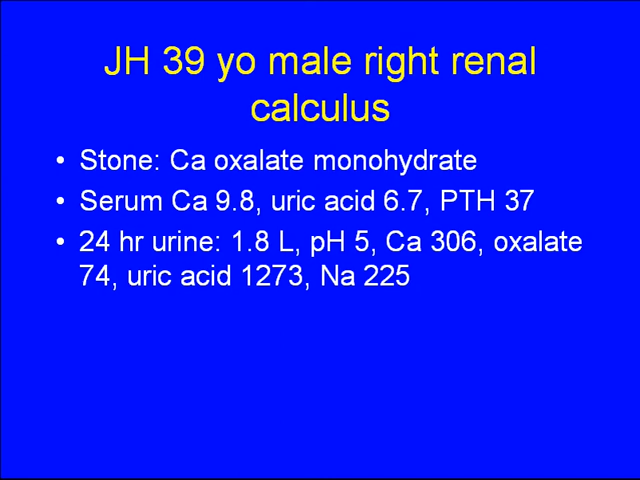 JH 39 yo male right renal
calculus
• Stone: Ca oxalate monohydrate
• Serum Ca 9.8, uric acid 6.7, PTH 37
• 24 hr urine: 1.8 L, pH 5, Ca 306, oxalate
74, uric acid 1273, Na 225